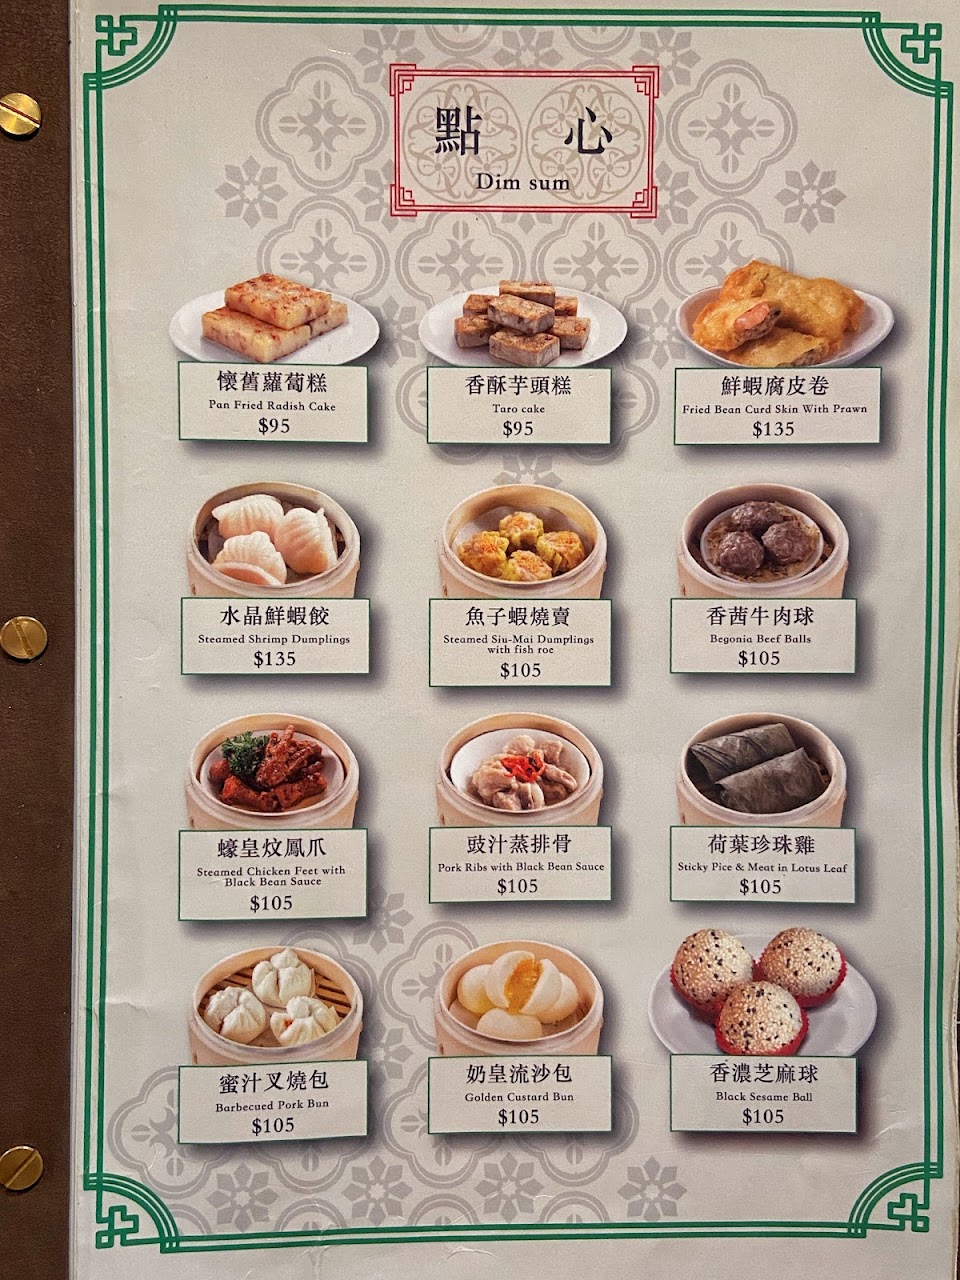 點 心
Dim sum
懷舊蘿蔔糕
Pan Fried Radish Cake
$95
香酥芋頭糕
Taro cake
$95
鮮蝦腐皮卷
Fried Bean Curd Skin With Prawn
$135
水晶鮮蝦餃
Steamed Shrimp Dumplings
$135
魚子蝦燒賣
Steamed Siu-Mai Dumplings
with fish roe
$105
香茜牛肉球
Begonia Beef Balls
$105
蠔皇炆鳳爪
Steamed Chicken Feet with
Black Bean Sauce
$105
豉汁蒸排骨
Pork Ribs with Black Bean Sauce
$105
荷葉珍珠雞
Sticky Pice & Meat in Lotus Leaf
$105
蜜汁叉燒包
Barbecued Pork Bun
$105
奶皇流沙包
Golden Custard Bun
$105
香濃芝麻球
Black Sesame Ball
$105